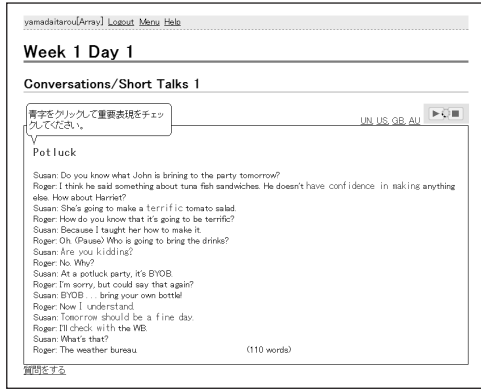 yamadaitarou[Array] Logout Menu Help
Week 1 Day 1
Conversations/Short Talks 1
青字をクリックして重要表現をチェッ
クしてください。
UN, US, GB, AU
Potluck
Susan: Do you know what John is brining to the party tomorrow?
Roger: I think he said something about tuna fish sandwiches. He doesn't have confidence in making anything
else. How about Harriet?
Susan: She's going to make a terrific tomato salad.
Roger: How do you know that it's going to be terrific?
Susan: Because I taught her how to make it.
Roger: Oh. (Pause) Who is going to bring the drinks?
Susan: Are you kidding?
Roger: No. Why?
Susan: At a potluck party, it's BYOB.
Roger: I'm sorry, but could say that again?
Susan: BYOB . . . bring your own bottle!
Roger: Now I understand.
Susan: Tomorrow should be a fine day.
Roger: I'll check with the WB.
Susan: What's that?
Roger: The weather bureau. (110 words)
質問をする